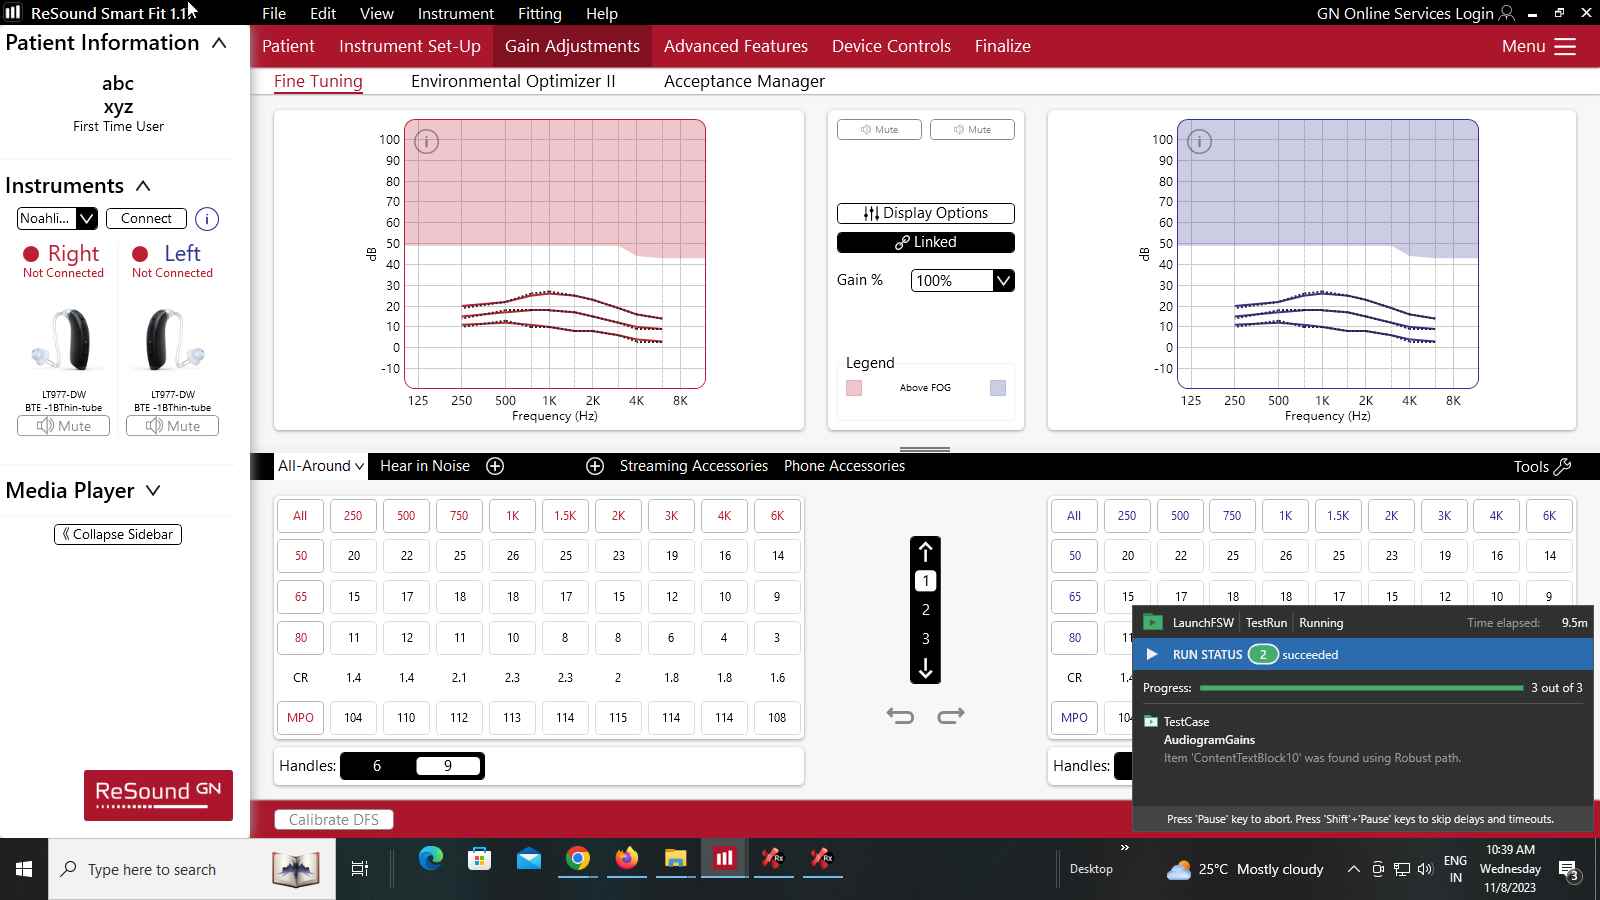 ReSound Smart Fit 1.17
File Edit View Instrument Fitting Help
GN Online Services Login
Patient Information
abc
xyz
First Time User
Instruments
Noahli... Connect
Right Left
Not Connected Not Connected
LT977-DW LT977-DW
BTE -1BThin-tube BTE -1BThin-tube
Mute Mute
Media Player
Collapse Sidebar
ReSound GN
Patient Instrument Set-Up Gain Adjustments Advanced Features Device Controls Finalize
Menu
Fine Tuning Environmental Optimizer II Acceptance Manager
100
90
80
70
60
50
40
30
20
10
0
-10
dB
125 250 500 1K 2K 4K 8K
Frequency (Hz)
Mute Mute
Display Options
Linked
Gain % 100%
Legend
Above FOG
100
90
80
70
60
50
40
30
20
10
0
-10
dB
125 250 500 1K 2K 4K 8K
Frequency (Hz)
All-Around Hear in Noise Streaming Accessories Phone Accessories
Tools
All 250 500 750 1K 1.5K 2K 3K 4K 6K
50 20 22 25 26 25 23 19 16 14
65 15 17 18 18 17 15 12 10 9
80 11 12 11 10 8 8 6 4 3
CR 1.4 1.4 2.1 2.3 2.3 2 1.8 1.8 1.6
MPO 104 110 112 113 114 115 114 114 108
Handles: 6 9
1
2
3
All 250 500 750 1K 1.5K 2K 3K 4K 6K
50 20 22 25 26 25 23 19 16 14
65 15 17 18 18 17 15 12 10 9
80
CR
MPO
Handles:
LaunchFSW TestRun Running Time elapsed: 9.5m
RUN STATUS 2 succeeded
Progress: 3 out of 3
TestCase
AudiogramGains
Item 'ContentTextBlock10' was found using Robust path.
Press 'Pause' key to abort. Press 'Shift'+'Pause' keys to skip delays and timeouts.
Calibrate DFS
Type here to search
Desktop
25°C Mostly cloudy
ENG
IN
10:39 AM
Wednesday
11/8/2023
3